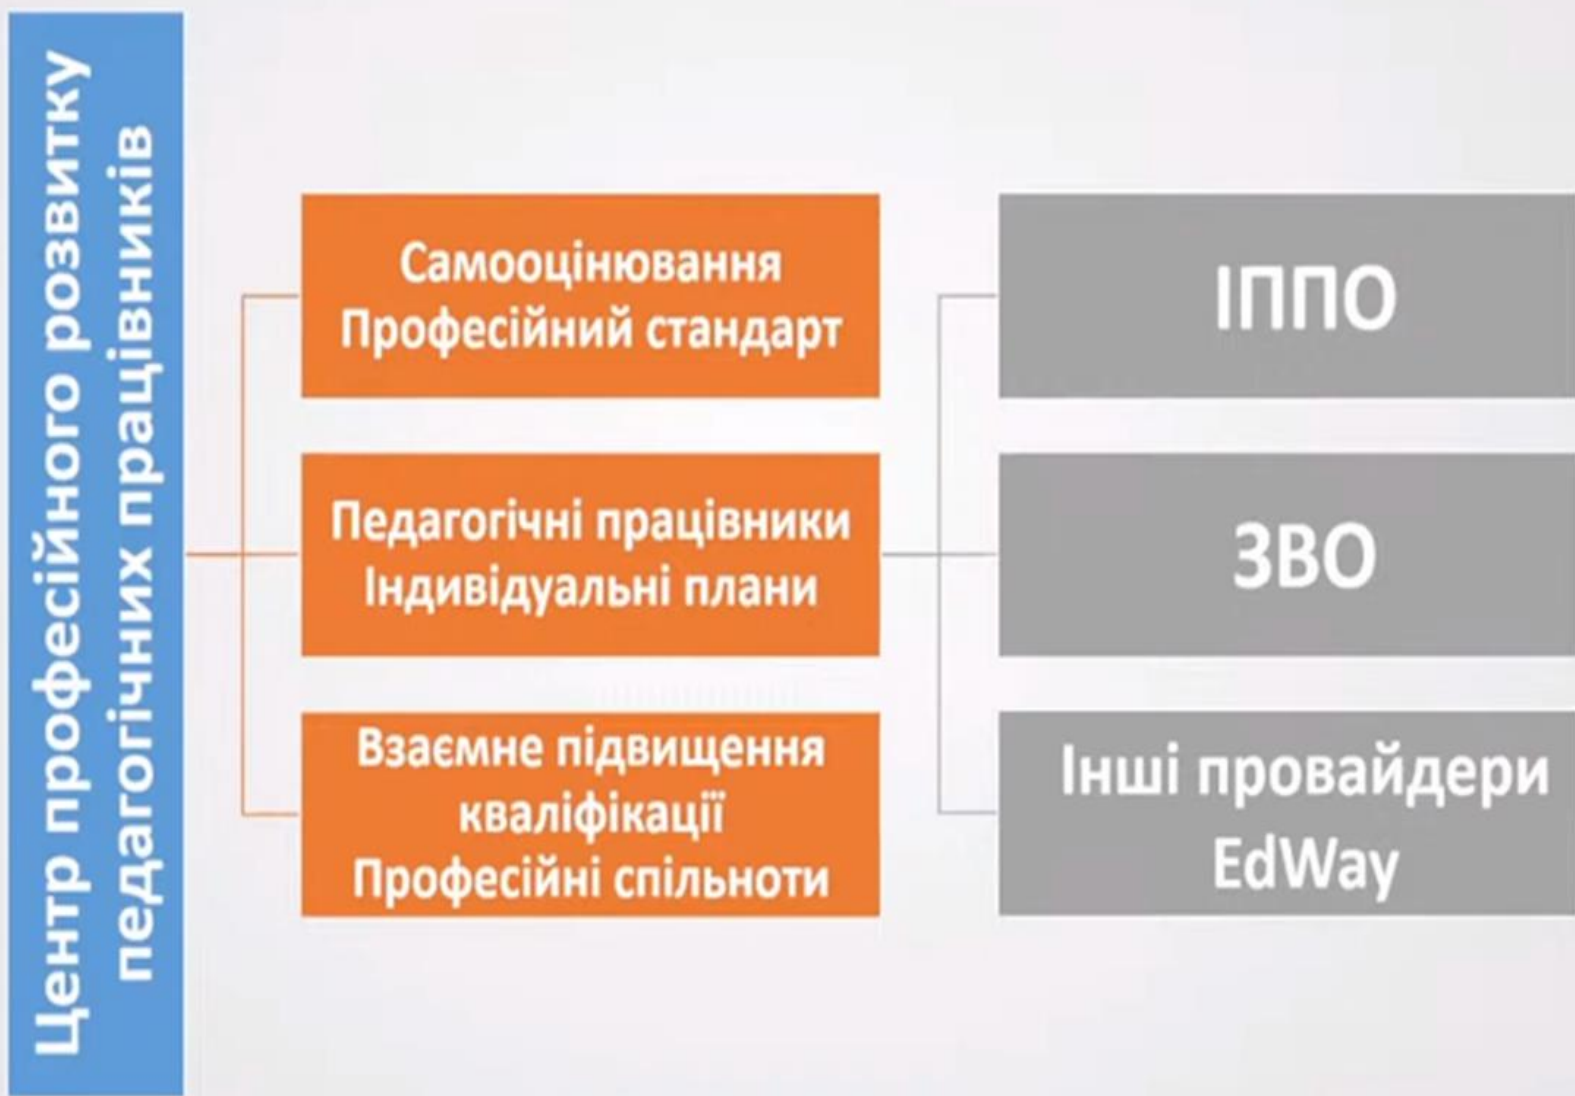 Центр професійного розвитку
педагогічних працівників
Самооцінювання
Професійний стандарт
Педагогічні працівники
Індивідуальні плани
Взаємне підвищення
кваліфікації
Професійні спільноти
ІППО
ЗВО
Інші провайдери
EdWay